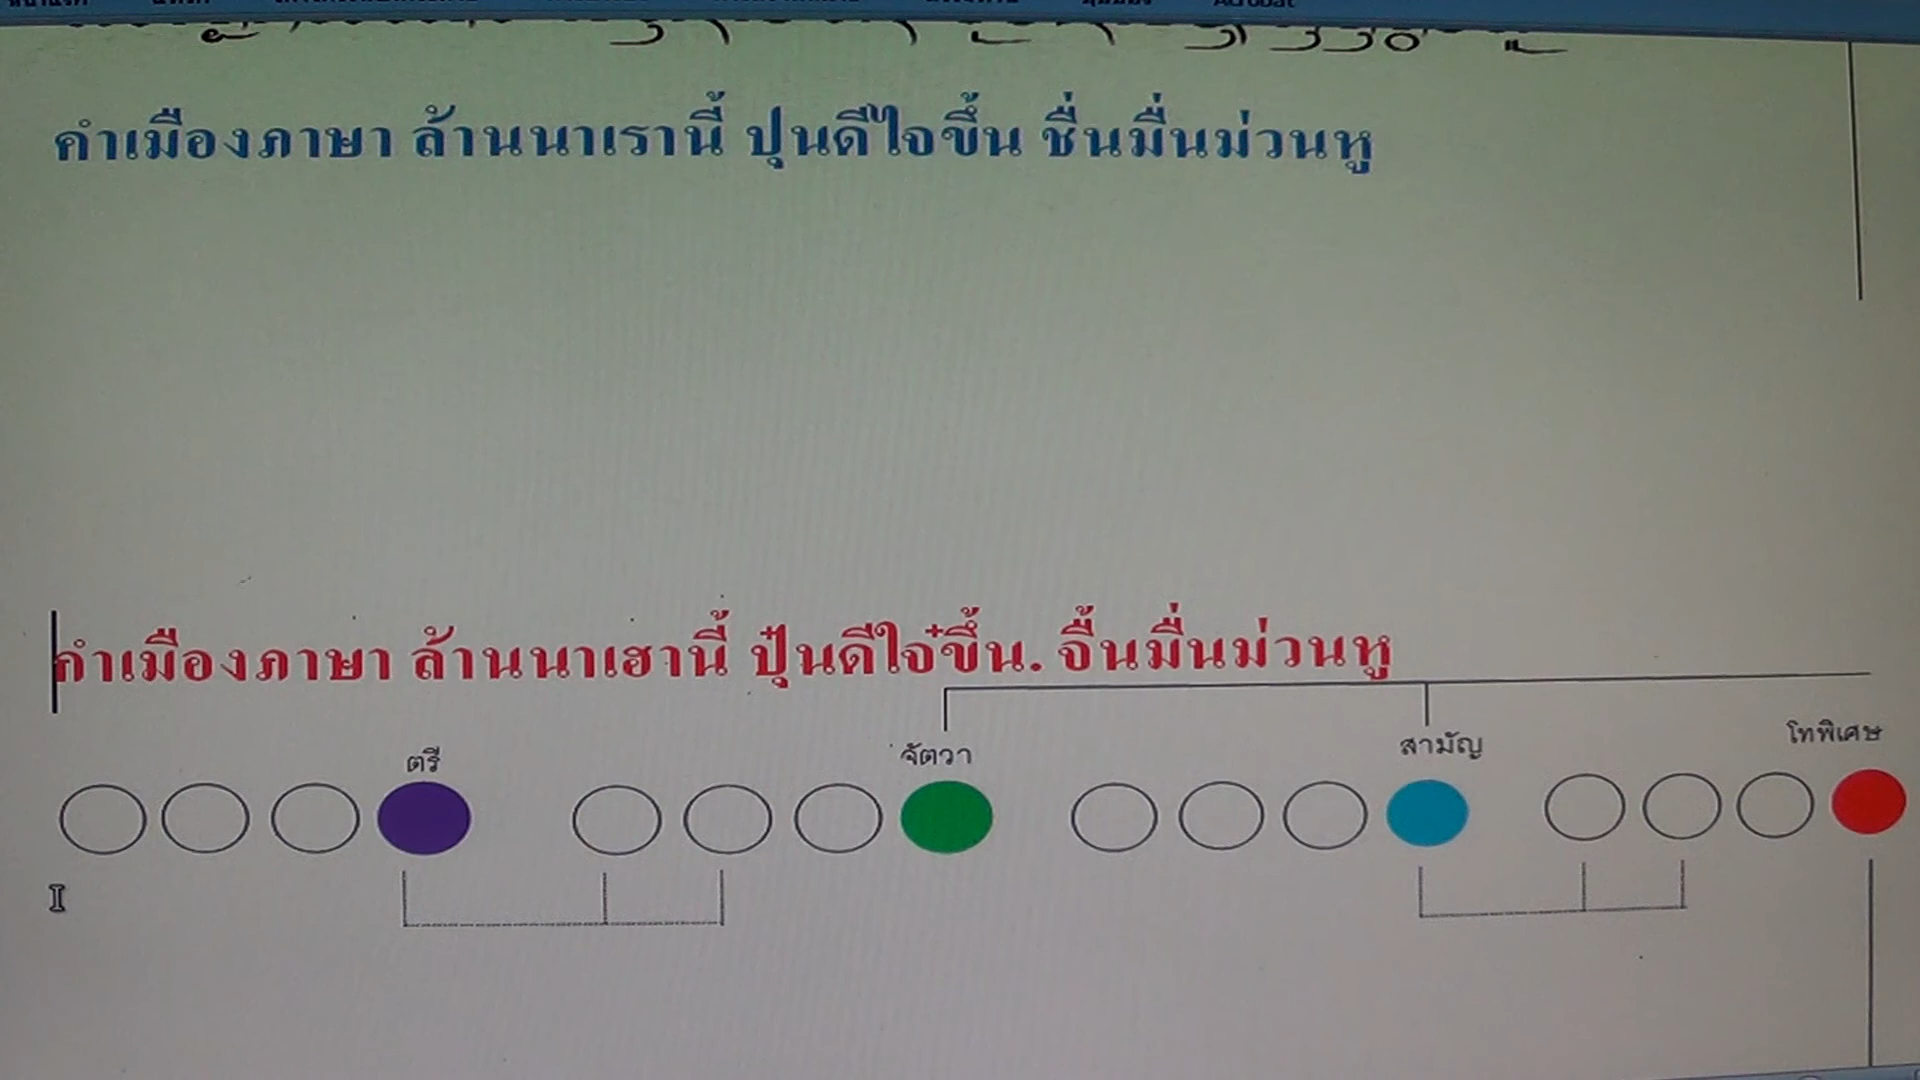 Acrobat
คำเมืองภาษา ล้านนาเรานี้ ปุนดีใจขึ้น ชื่นมื่นม่วนหู
กำเมืองภาษา ล้านนาเฮานี้ ปุ๋นดีใจ๋ขึ้น. จื้นมื่นม่วนหู
ตรี จัตวา สามัญ โทพิเศษ